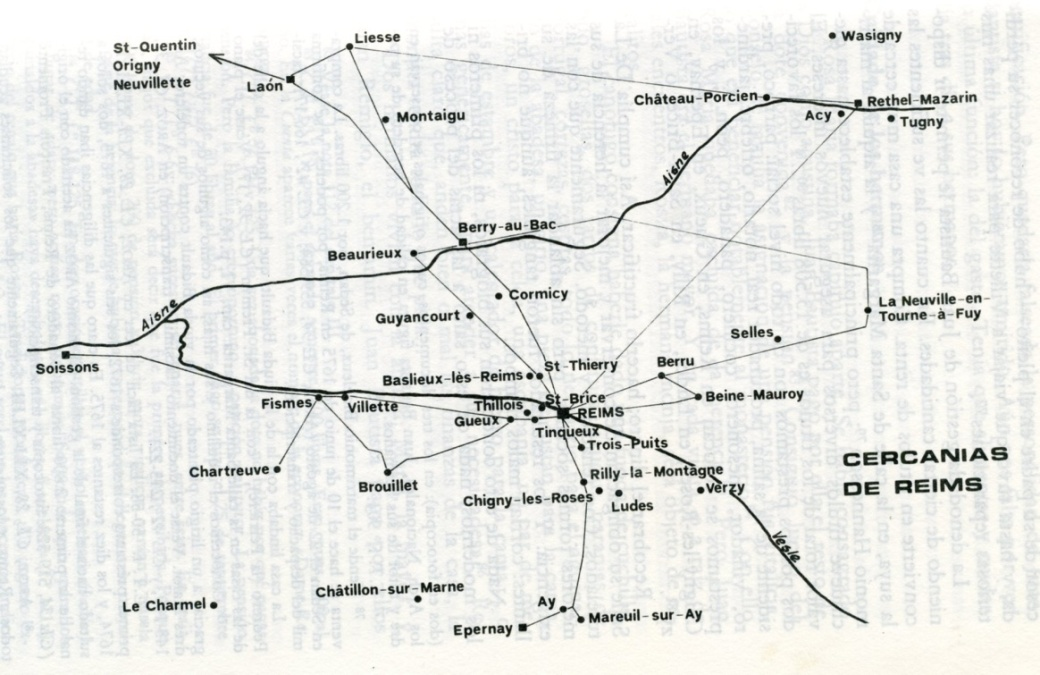 St-Quentin
Origny
Neuvillette
Liesse
Wasigny
Laón
Château-Porcien
Rethel-Mazarin
Montaigu
Acy
Tugny
Aisne
Berry-au-Bac
Beaurieux
Cormicy
La Neuville-en-
Tourne-à-Fuy
Aisne
Guyancourt
Selles
Soissons
St-Thierry
Berru
Baslieux-lès-Reims
Beine-Mauroy
Fismes
Villette
Thillois
St-Brice
REIMS
Gueux
Tinqueux
Trois-Puits
CERCANIAS
DE REIMS
Chartreuve
Brouillet
Rilly-la-Montagne
Chigny-les-Roses
Verzy
Ludes
Vesle
Châtillon-sur-Marne
Le Charmel
Ay
Mareuil-sur-Ay
Epernay